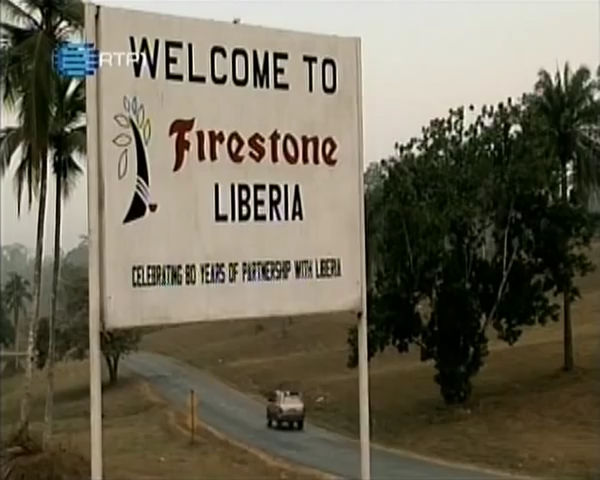 RTP
WELCOME TO
Firestone
LIBERIA
CELEBRATING 80 YEARS OF PARTNERSHIP WITH LIBERIA